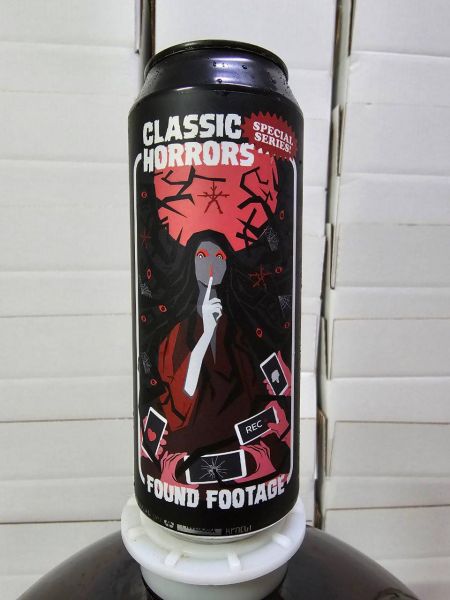 CLASSIC
HORRORS
SPECIAL
SERIES!
REC
FOUND FOOTAGE